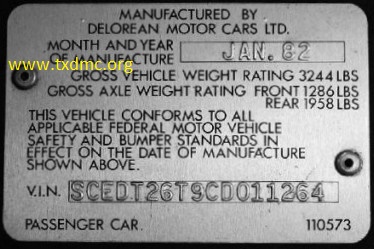 MANUFACTURED BY
DELOREAN MOTOR CARS LTD.
MONTH AND YEAR
OF MANUFACTURE JAN. 82
www.txdmc.org
GROSS VEHICLE WEIGHT RATING 3244 LBS
GROSS AXLE WEIGHT RATING FRONT 1286 LBS
REAR 1958 LBS
THIS VEHICLE CONFORMS TO ALL
APPLICABLE FEDERAL MOTOR VEHICLE
SAFETY AND BUMPER STANDARDS IN
EFFECT ON THE DATE OF MANUFACTURE
SHOWN ABOVE.
V.I.N. SCEDT26T9CD011264
PASSENGER CAR. 110573